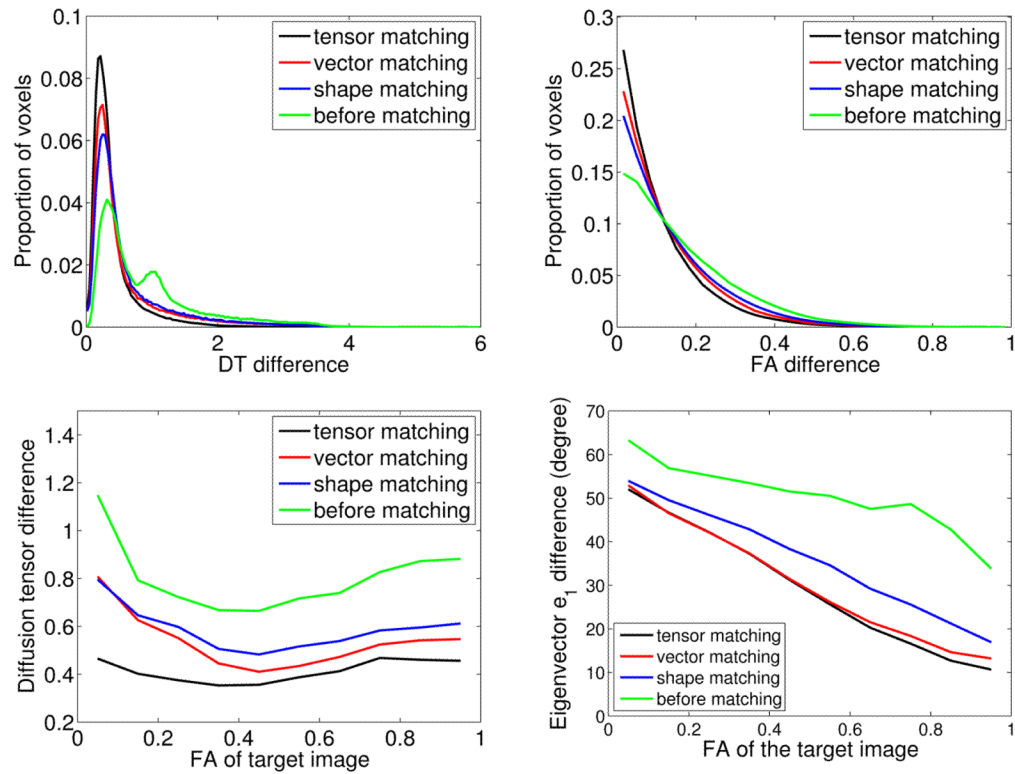 0.1
0.08
0.06
0.04
0.02
0
0
2
4
6
Proportion of voxels
DT difference
tensor matching
vector matching
shape matching
before matching
0.3
0.25
0.2
0.15
0.1
0.05
0
0
0.2
0.4
0.6
0.8
1
Proportion of voxels
FA difference
tensor matching
vector matching
shape matching
before matching
1.4
1.2
1
0.8
0.6
0.4
0.2
0
0.2
0.4
0.6
0.8
1
Diffusion tensor difference
FA of target image
tensor matching
vector matching
shape matching
before matching
70
60
50
40
30
20
10
0
0
0.2
0.4
0.6
0.8
1
Eigenvector e1 difference (degree)
FA of the target image
tensor matching
vector matching
shape matching
before matching